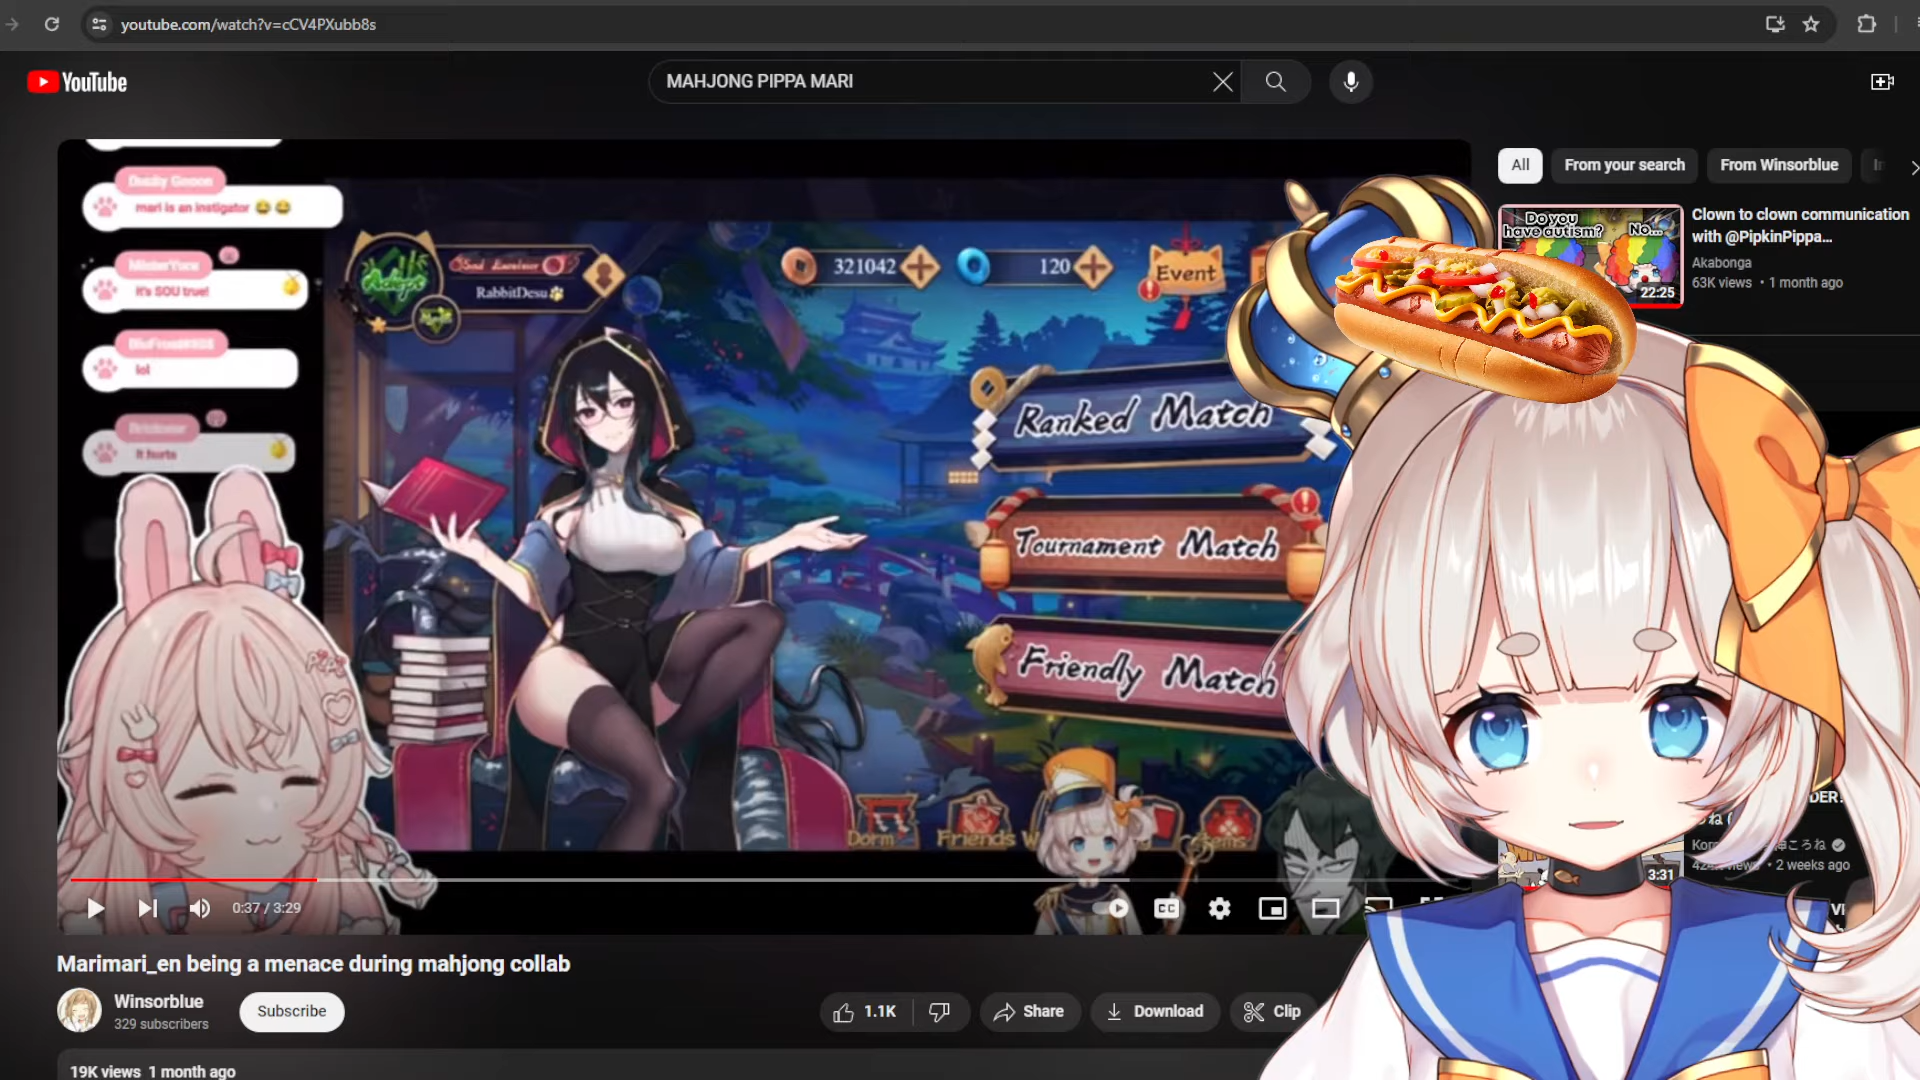 youtube.com/watch?v=cCV4PXubb8s
YouTube
MAHJONG PIPPA MARI
All
From your search
From Winsorblue
Do you have autism?
No...
22:25
Clown to clown communication
with @PipkinPippa...
Akabonga
63K views • 1 month ago
mari is an instigator 😂 😂
It's SOU true!
lol
It hurts
Adept
Soul Exorciser
RabbitDesu
321042
120
Event
Ranked Match
Tournament Match
Friendly Match
Dorm
Friends
0:37 / 3:29
CC
3:31
2 weeks ago
Marimari_en being a menace during mahjong collab
Winsorblue
329 subscribers
Subscribe
1.1K
Share
Download
Clip
19K views 1 month ago